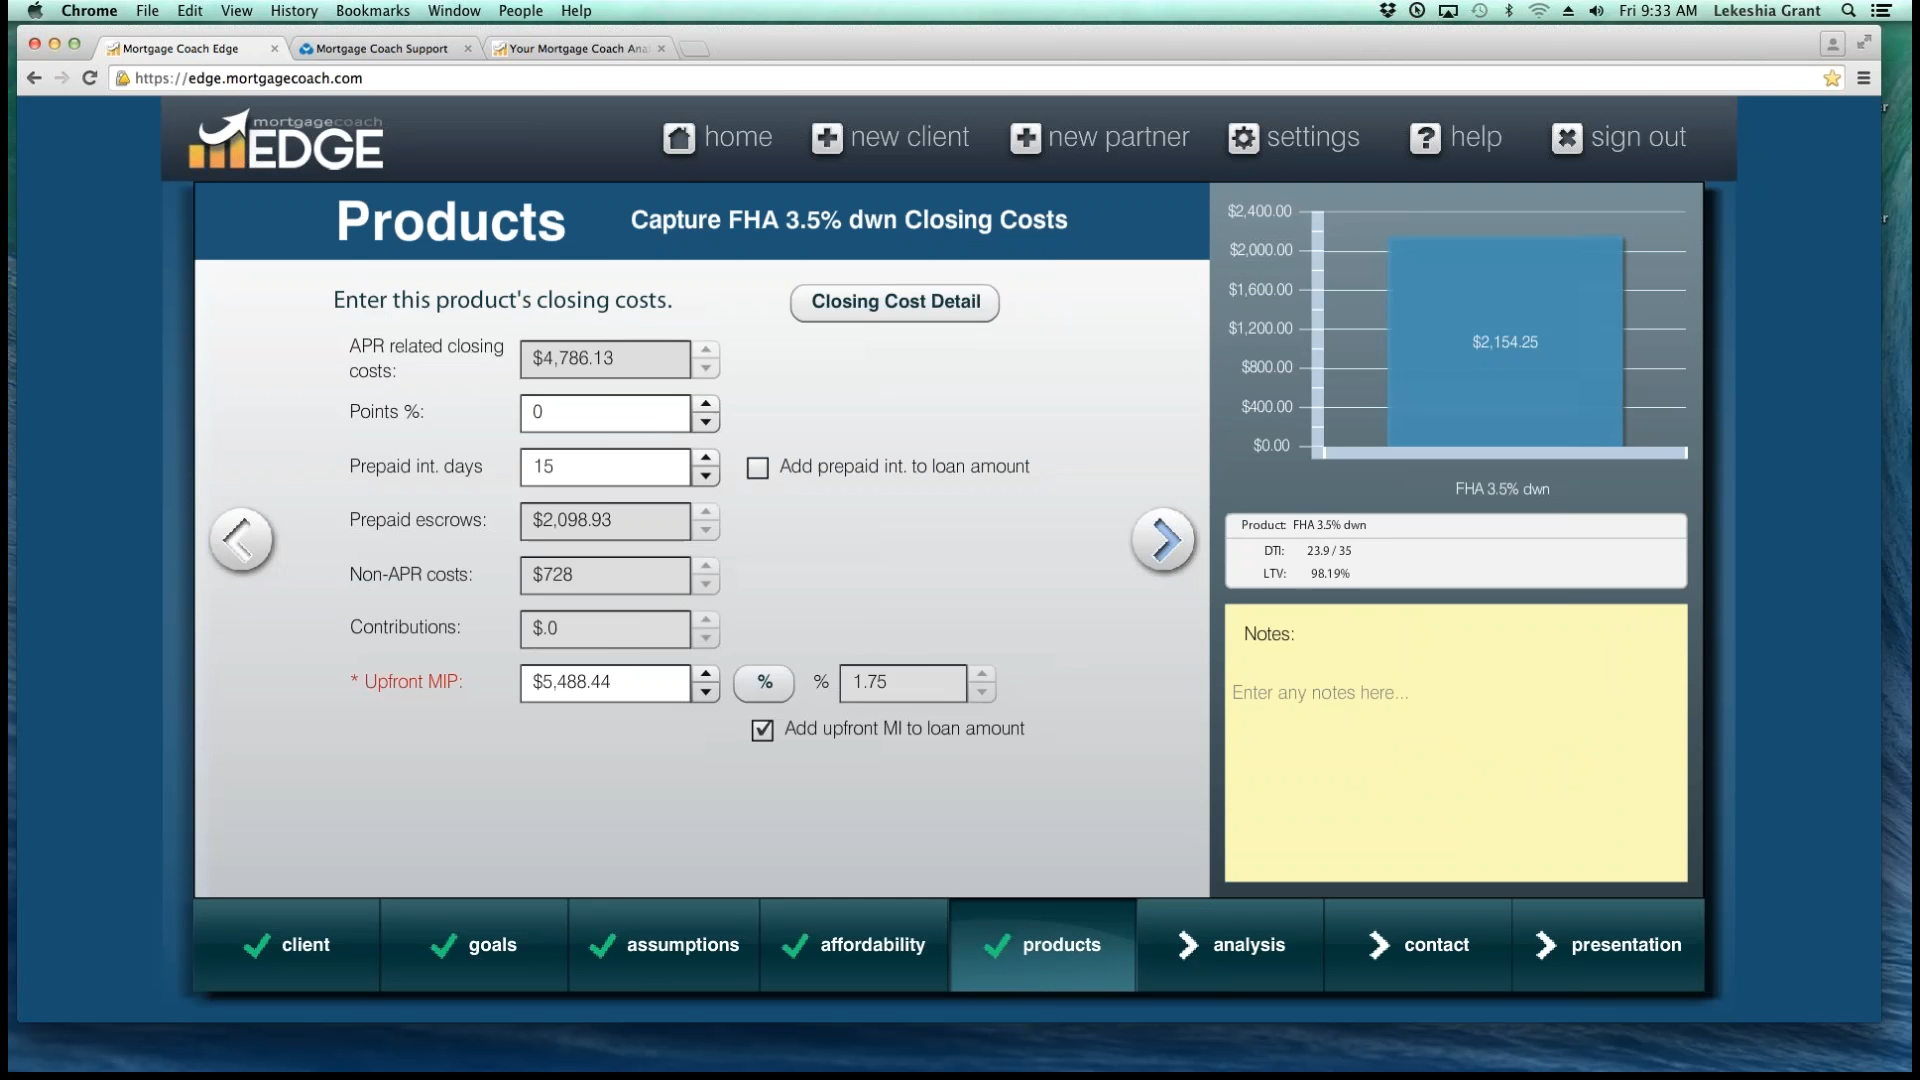 Chrome File Edit View History Bookmarks Window People Help Fri 9:33 AM Lekeshia Grant
Mortgage Coach Edge Mortgage Coach Support Your Mortgage Coach Ana
https://edge.mortgagecoach.com
mortgagecoach
EDGE
home new client new partner settings help sign out
Products Capture FHA 3.5% dwn Closing Costs
Enter this product's closing costs. Closing Cost Detail
APR related closing costs: $4,786.13
Points %: 0
Prepaid int. days 15 Add prepaid int. to loan amount
Prepaid escrows: $2,098.93
Non-APR costs: $728
Contributions: $.0
* Upfront MIP: $5,488.44 % % 1.75
Add upfront MI to loan amount
$2,400.00
$2,000.00
$1,600.00
$1,200.00
$800.00
$400.00
$0.00
$2,154.25
FHA 3.5% dwn
Product: FHA 3.5% dwn
DTI: 23.9 / 35
LTV: 98.19%
Notes:
Enter any notes here...
client goals assumptions affordability products analysis contact presentation